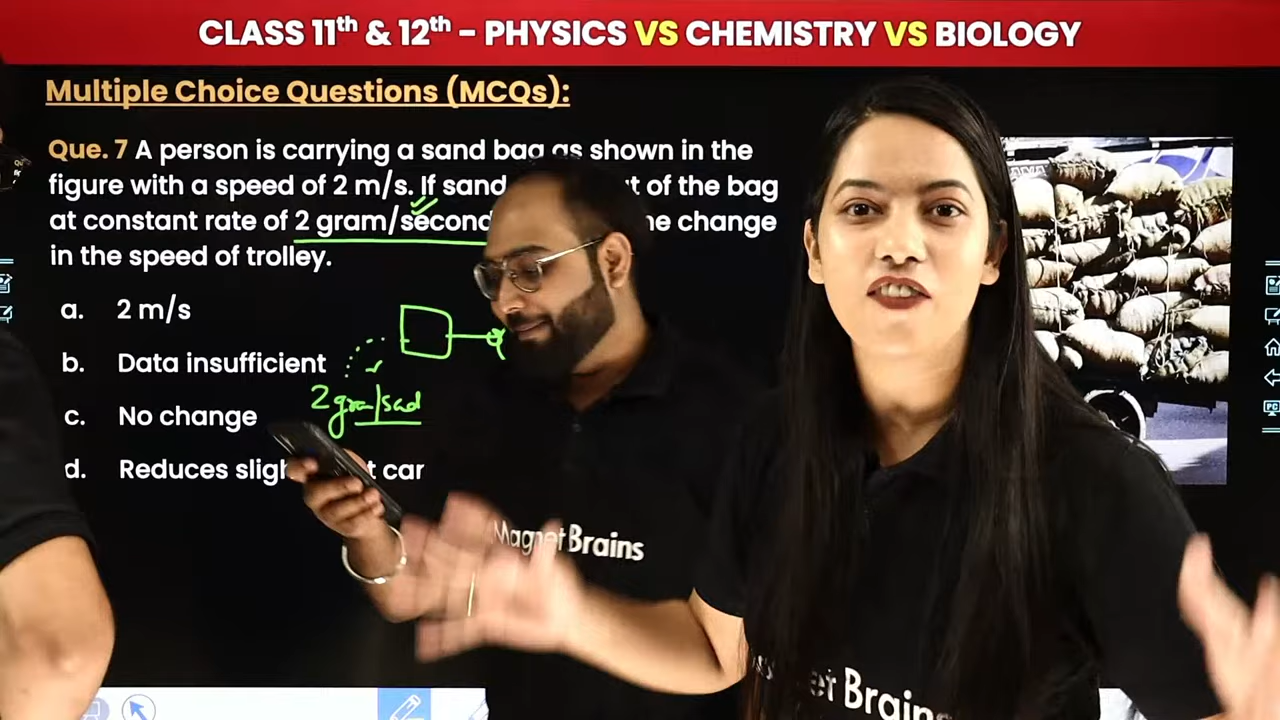 CLASS 11th & 12th – PHYSICS VS CHEMISTRY VS BIOLOGY
Multiple Choice Questions (MCQs):
Que. 7 A person is carrying a sand bag as shown in the
figure with a speed of 2 m/s. If sand t of the bag
at constant rate of 2 gram/second change
in the speed of trolley.
a. 2 m/s
b. Data insufficient
2 gram/
c. No change
d. Reduces car
Magnet Brains
Brains
PC